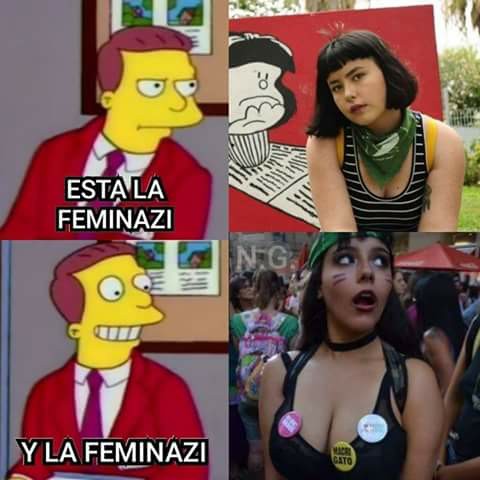 ESTA LA
FEMINAZI
N.G.
Y LA FEMINAZI
MACRI
GATO